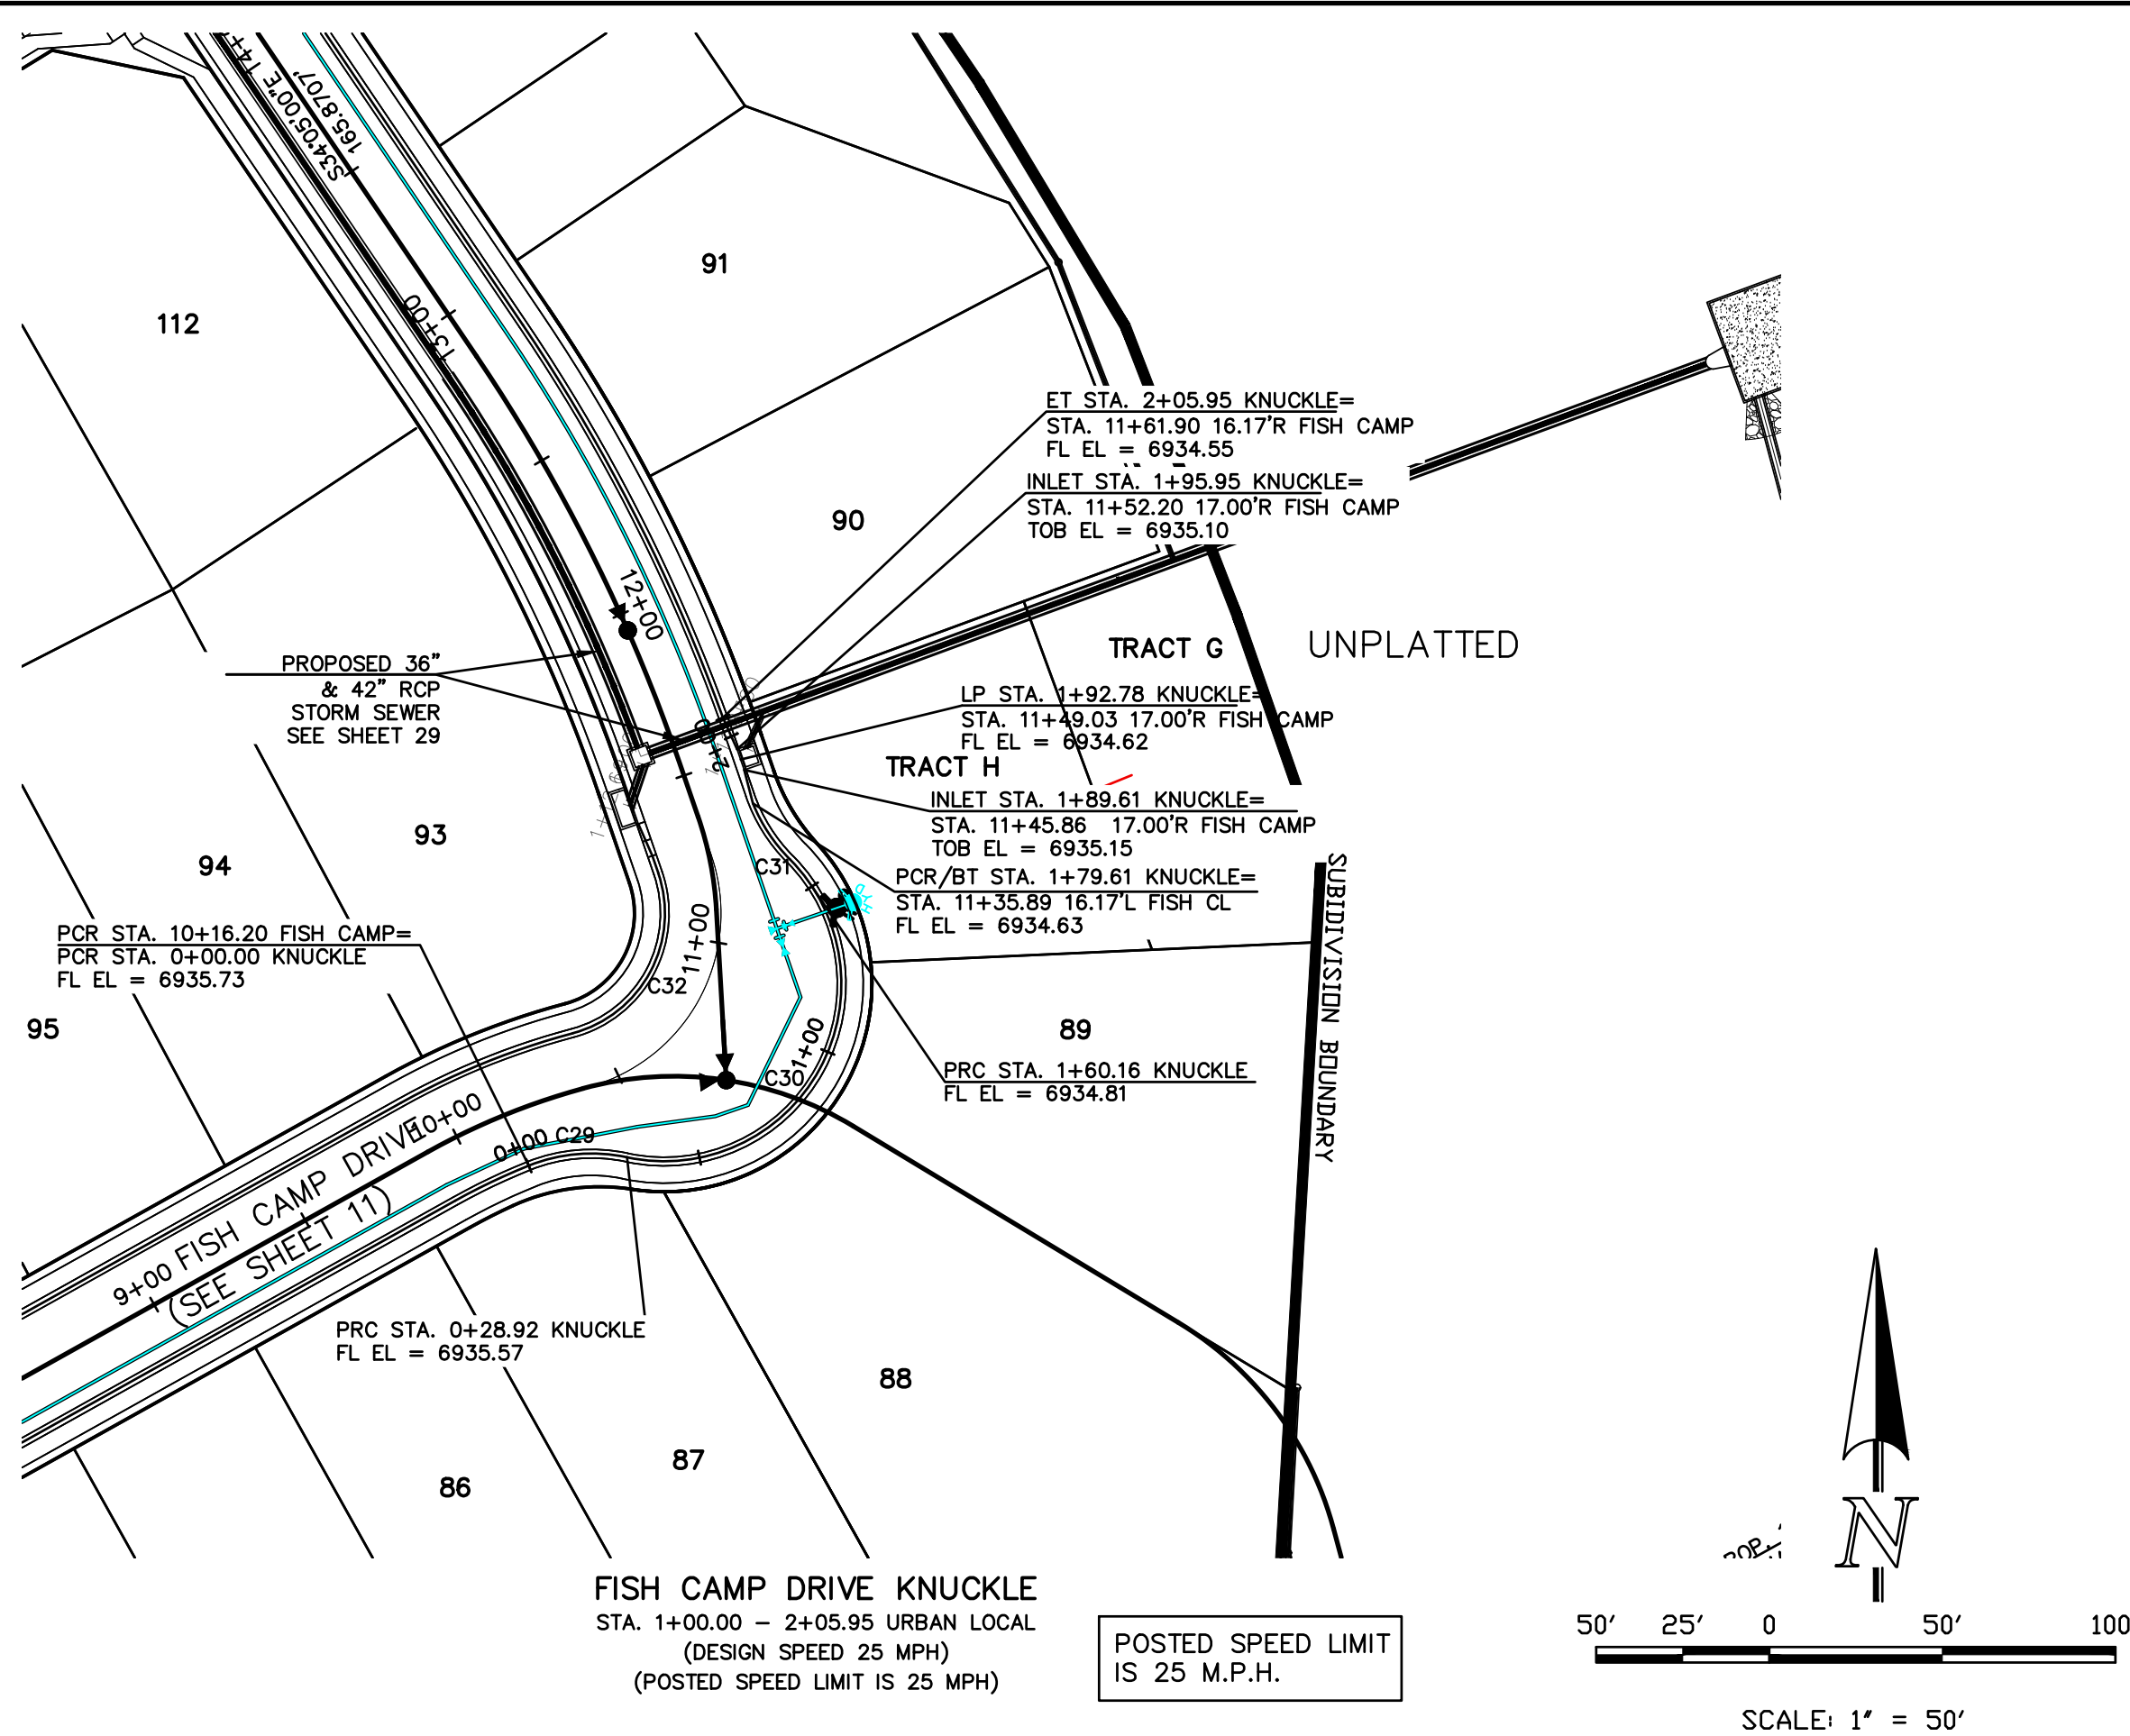 S34°05'00"E
165.8707'
14+
13+00
112
91
ET STA. 2+05.95 KNUCKLE=
STA. 11+61.90 16.17'R FISH CAMP
FL EL = 6934.55
INLET STA. 1+95.95 KNUCKLE=
STA. 11+52.20 17.00'R FISH CAMP
TOB EL = 6935.10
90
12+00
PROPOSED 36"
& 42" RCP
STORM SEWER
SEE SHEET 29
TRACT G
UNPLATTED
LP STA. 1+92.78 KNUCKLE=
STA. 11+49.03 17.00'R FISH CAMP
FL EL = 6934.62
2+00
TRACT H
INLET STA. 1+89.61 KNUCKLE=
STA. 11+45.86 17.00'R FISH CAMP
TOB EL = 6935.15
93
94
C31
PCR/BT STA. 1+79.61 KNUCKLE=
STA. 11+35.89 16.17'L FISH CL
FL EL = 6934.63
SUBIDIVISION BOUNDARY
PCR STA. 10+16.20 FISH CAMP=
PCR STA. 0+00.00 KNUCKLE
FL EL = 6935.73
11+00
C32
95
89
1+00
C30
PRC STA. 1+60.16 KNUCKLE
FL EL = 6934.81
10+00
0+00 C29
9+00 FISH CAMP DRIVE
(SEE SHEET 11)
PRC STA. 0+28.92 KNUCKLE
FL EL = 6935.57
88
87
86
N
FISH CAMP DRIVE KNUCKLE
STA. 1+00.00 - 2+05.95 URBAN LOCAL
(DESIGN SPEED 25 MPH)
(POSTED SPEED LIMIT IS 25 MPH)
POSTED SPEED LIMIT
IS 25 M.P.H.
50' 25' 0 50' 100
SCALE: 1" = 50'